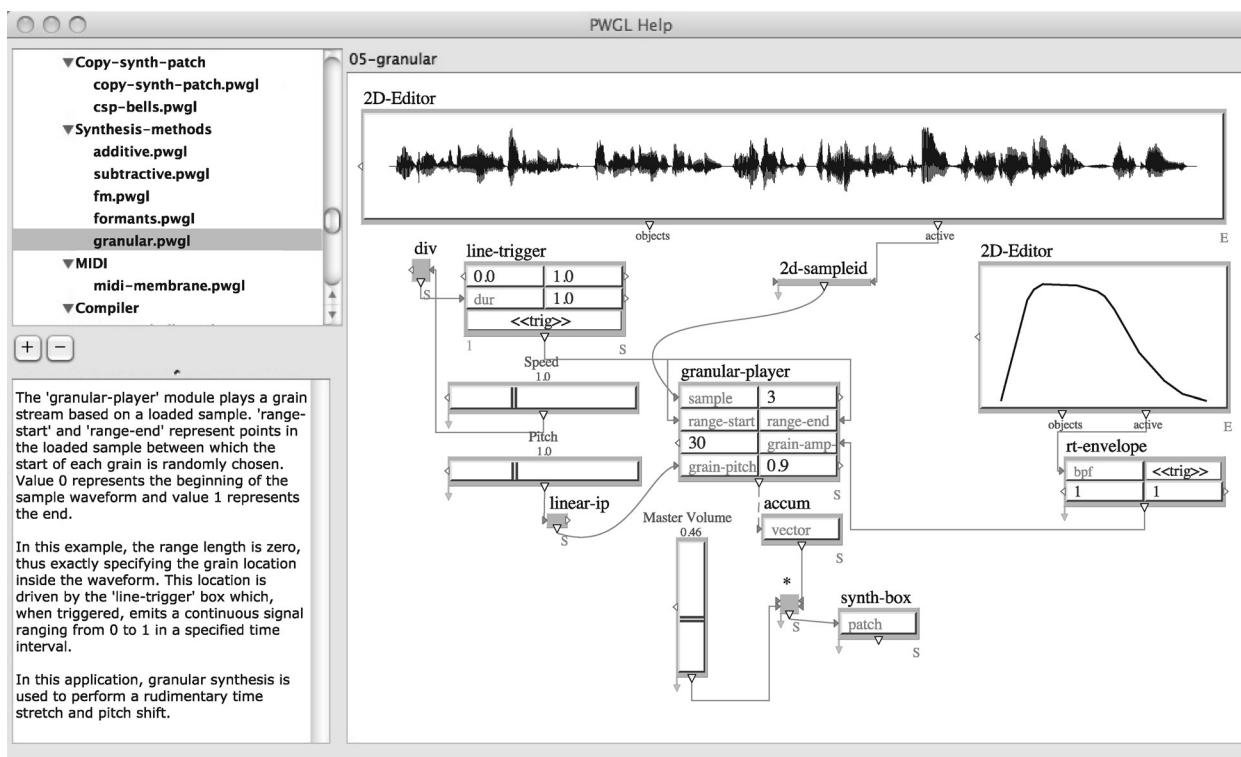 PWGL Help
▼Copy-synth-patch
copy-synth-patch.pwgl
csp-bells.pwgl
▼Synthesis-methods
additive.pwgl
subtractive.pwgl
fm.pwgl
formants.pwgl
granular.pwgl
▼MIDI
midi-membrane.pwgl
▼Compiler
+ −
The 'granular-player' module plays a grain
stream based on a loaded sample. 'range-
start' and 'range-end' represent points in
the loaded sample between which the
start of each grain is randomly chosen.
Value 0 represents the beginning of the
sample waveform and value 1 represents
the end.
In this example, the range length is zero,
thus exactly specifying the grain location
inside the waveform. This location is
driven by the 'line-trigger' box which,
when triggered, emits a continuous signal
ranging from 0 to 1 in a specified time
interval.
In this application, granular synthesis is
used to perform a rudimentary time
stretch and pitch shift.
05-granular
2D-Editor
objects
active
E
div
S
line-trigger
0.0 1.0
dur 1.0
<<trig>>
1 S
2d-sampleid
2D-Editor
objects
active
E
Speed
1.0
Pitch
1.0
linear-ip
S
granular-player
sample 3
range-start range-end
30 grain-amp-
grain-pitch 0.9
S
rt-envelope
bpf <<trig>>
1 1
S
Master Volume
0.46
accum
vector
S
*
S
synth-box
patch
S